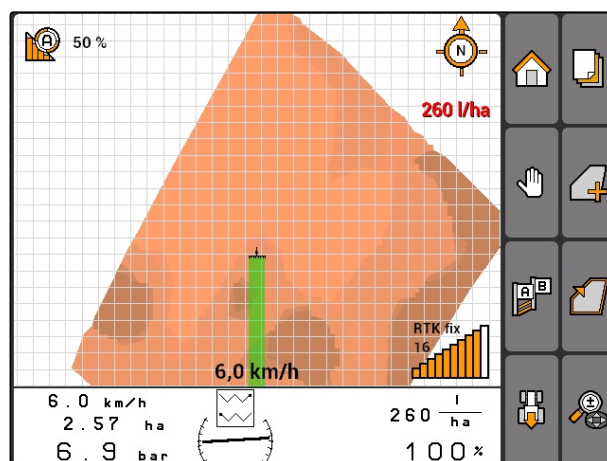 A
50 %
N
260 l/ha
A B
RTK fix
16
6,0 km/h
6.0 km/h
2.57 ha
6.9 bar
260 l/ha
100%